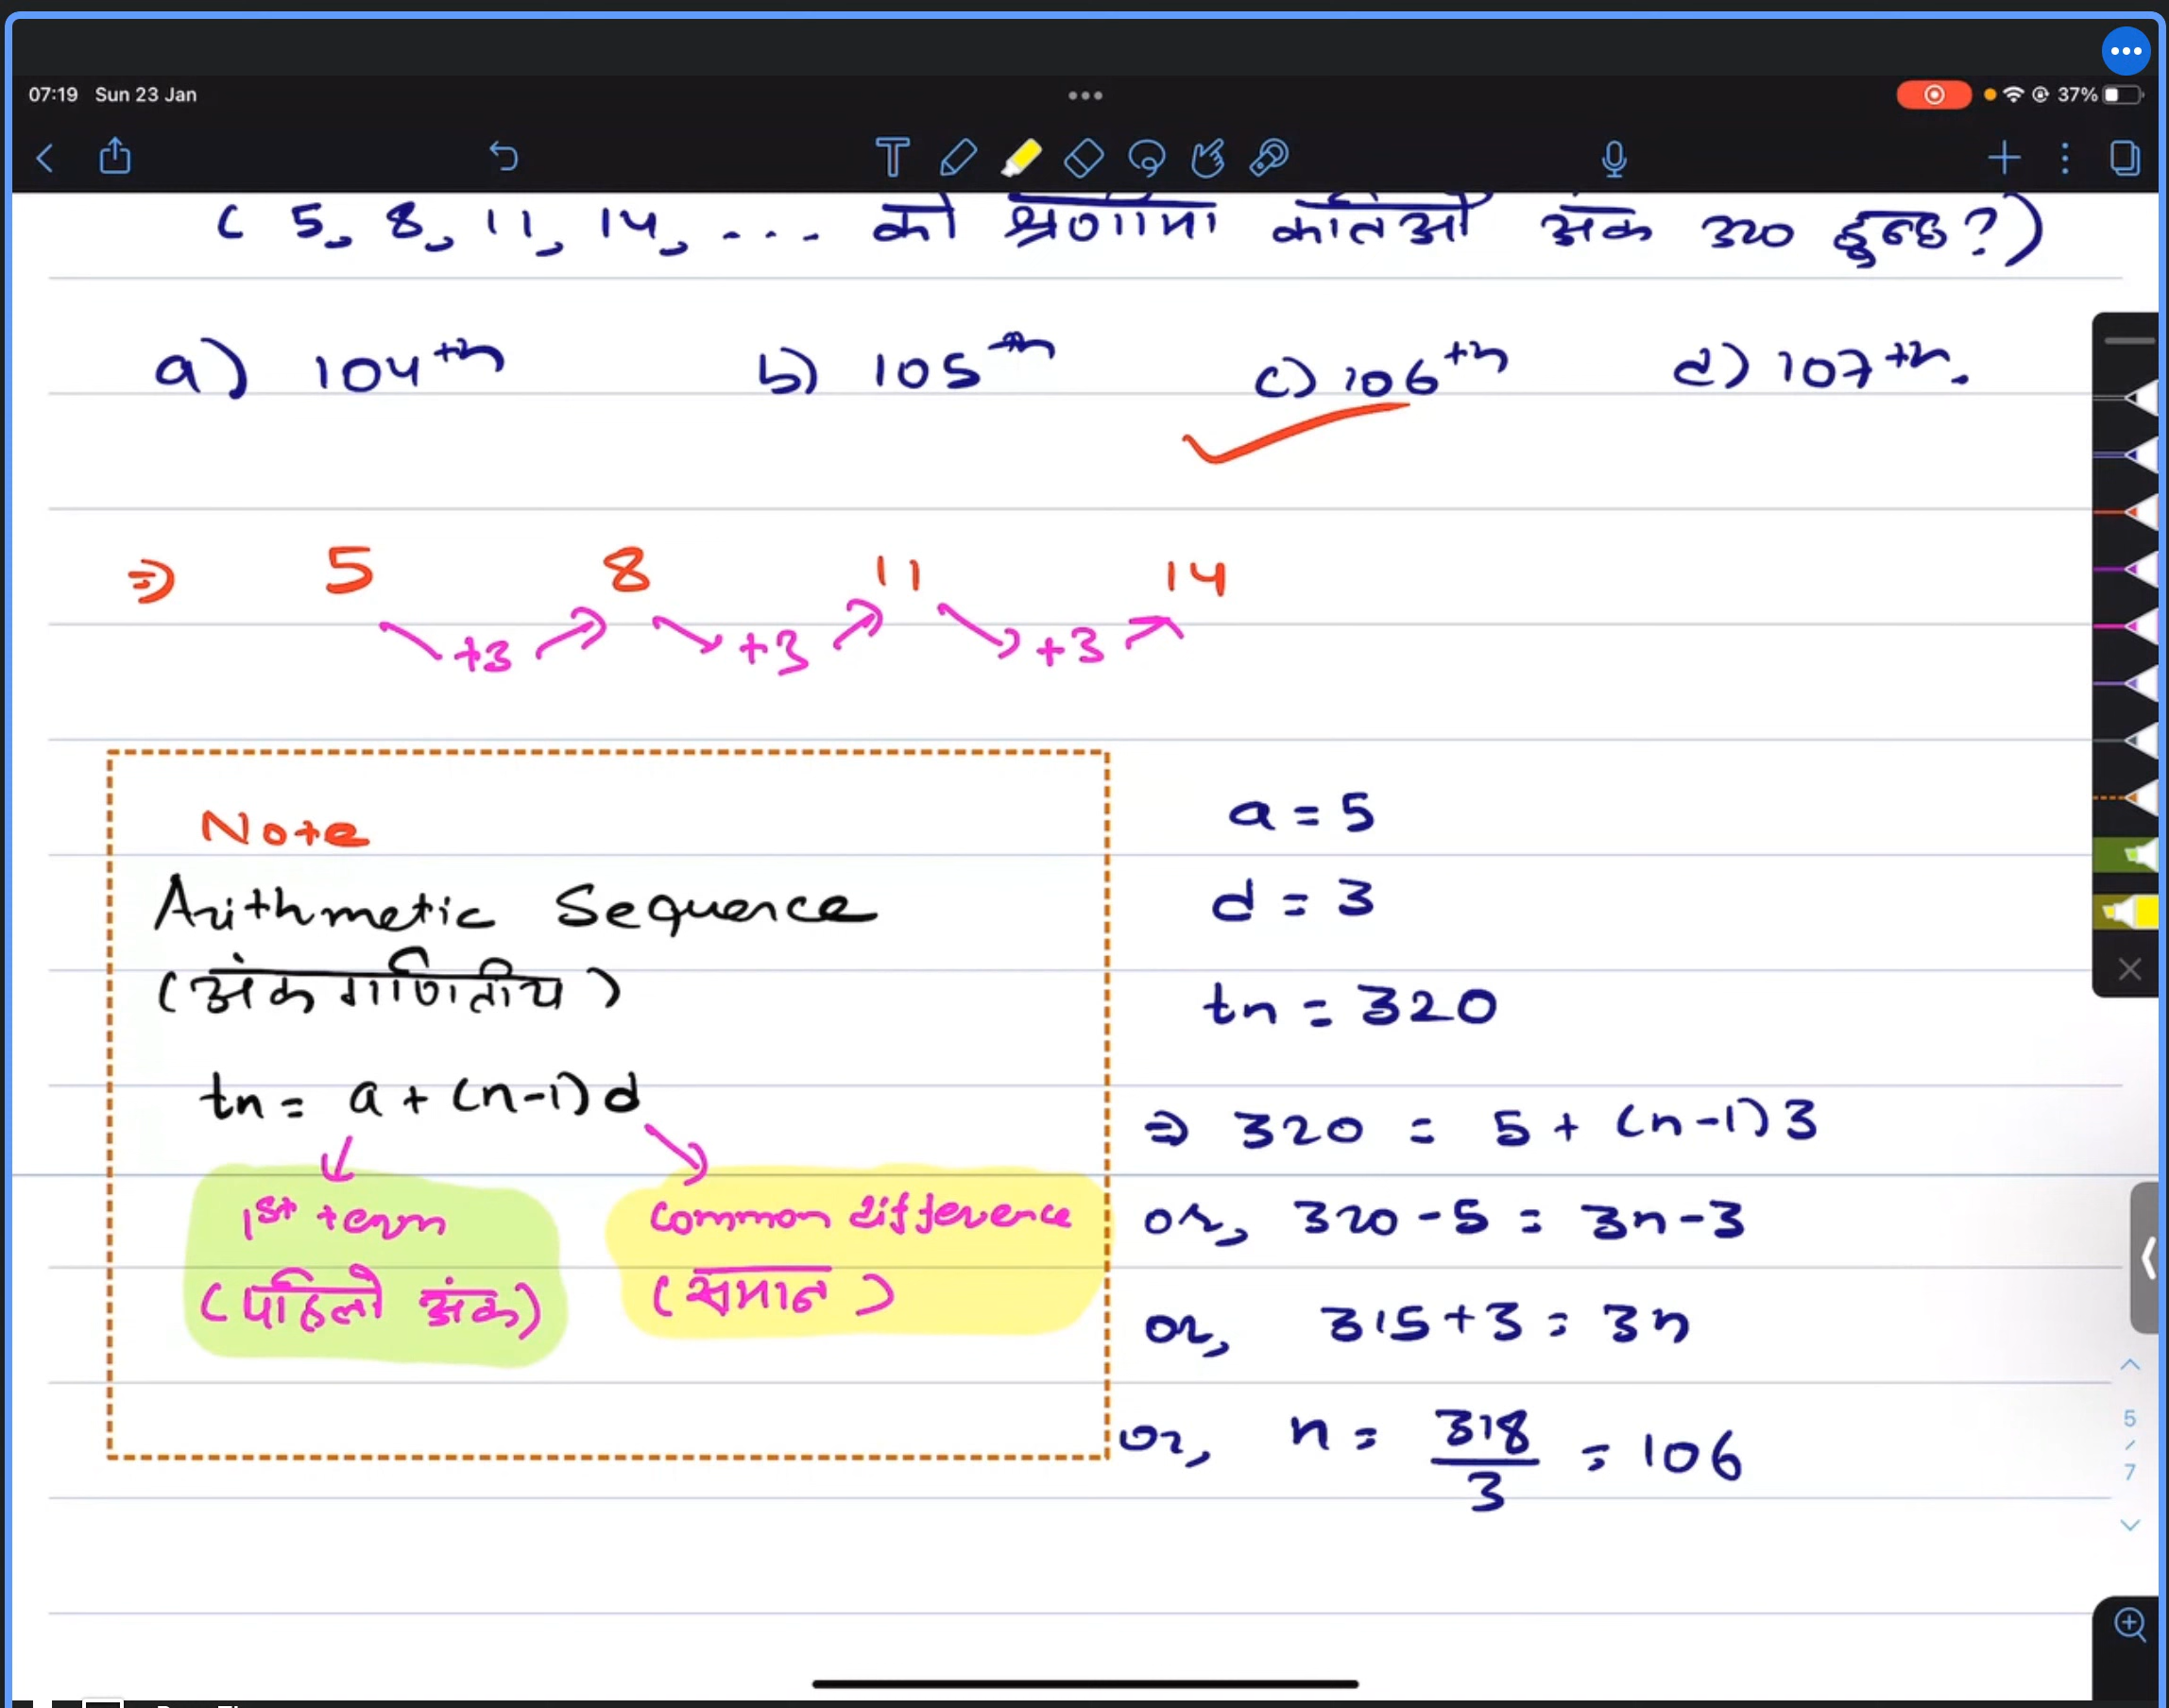 07:19 Sun 23 Jan
37%
( 5, 8, 11, 14, ... को श्रेणीमा कतिऔं अंक 320 हुन्छ ?)
a) 104th b) 105th c) 106th d) 107th.
⇒ 5 8 11 14
+3 +3 +3
Note
Arithmetic Sequence
(अंक गणितीय)
tn = a + (n-1) d
1st term
(पहिलो अंक)
common difference
(समान)
a = 5
d = 3
tn = 320
⇒ 320 = 5 + (n-1) 3
or, 320 - 5 = 3n - 3
or, 315 + 3 = 3n
or, n = 318/3 = 106
5
/
7